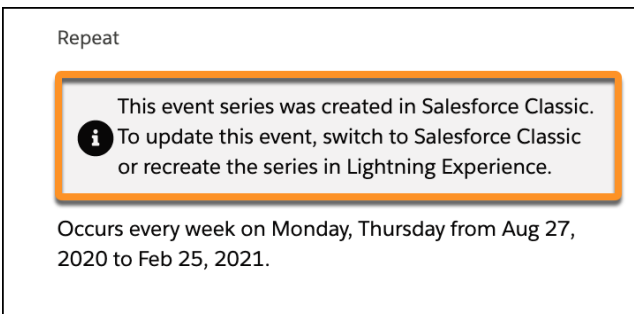 Repeat
This event series was created in Salesforce Classic.
To update this event, switch to Salesforce Classic
or recreate the series in Lightning Experience.
Occurs every week on Monday, Thursday from Aug 27,
2020 to Feb 25, 2021.